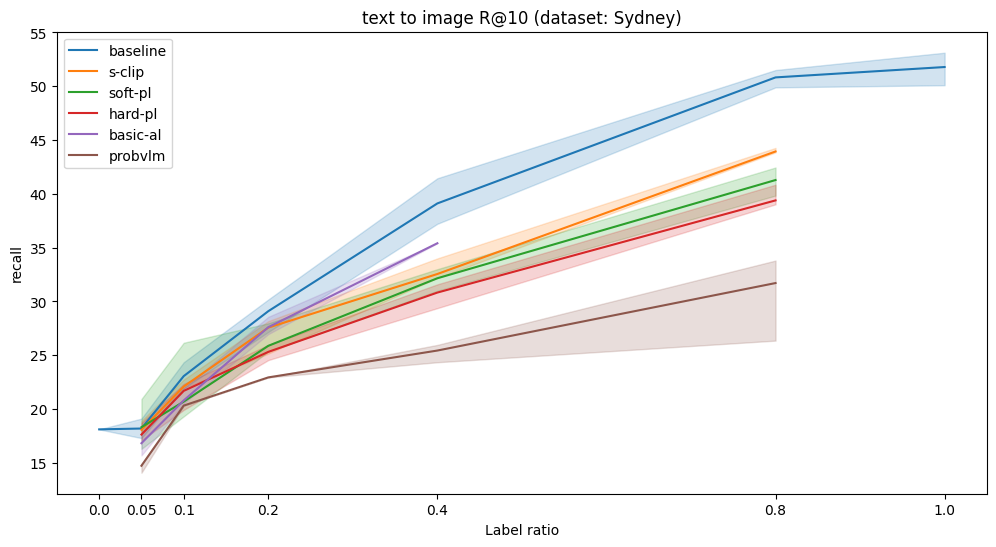 text to image R@10 (dataset: Sydney)
55
50
45
40
35
30
25
20
15
recall
baseline
s-clip
soft-pl
hard-pl
basic-al
probvlm
0.0 0.05 0.1 0.2 0.4 0.8 1.0
Label ratio